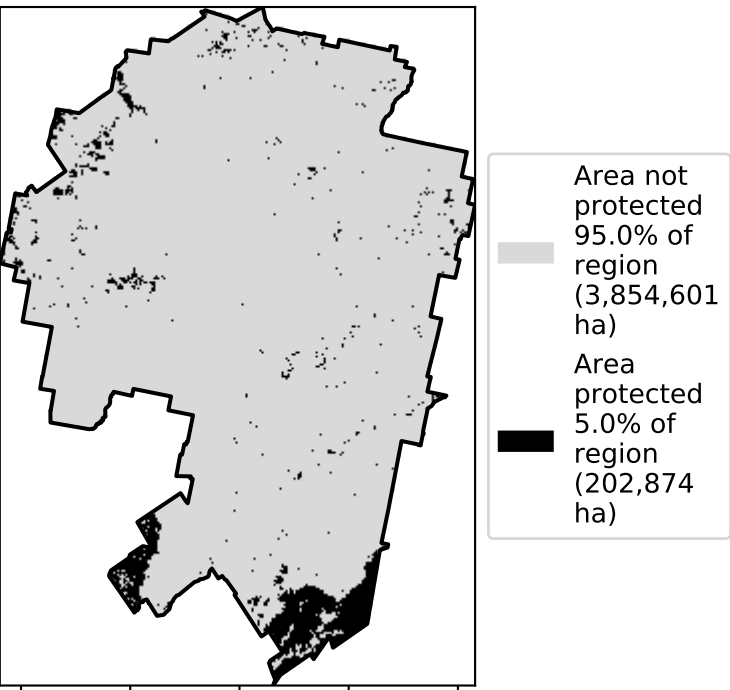 Area not
protected
95.0% of
region
(3,854,601
ha)
Area
protected
5.0% of
region
(202,874
ha)